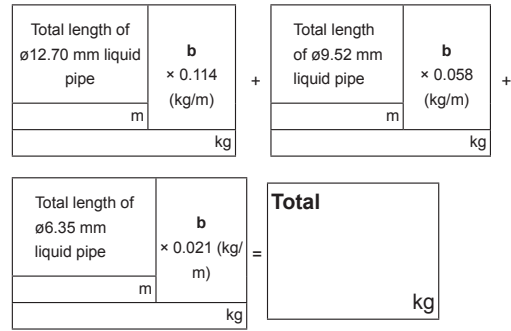 Total length of
ø12.70 mm liquid
pipe
m
b
× 0.114
(kg/m)
kg
+
Total length
of ø9.52 mm
liquid pipe
m
b
× 0.058
(kg/m)
kg
+
Total length of
ø6.35 mm
liquid pipe
m
b
× 0.021 (kg/
m)
kg
=
Total
kg